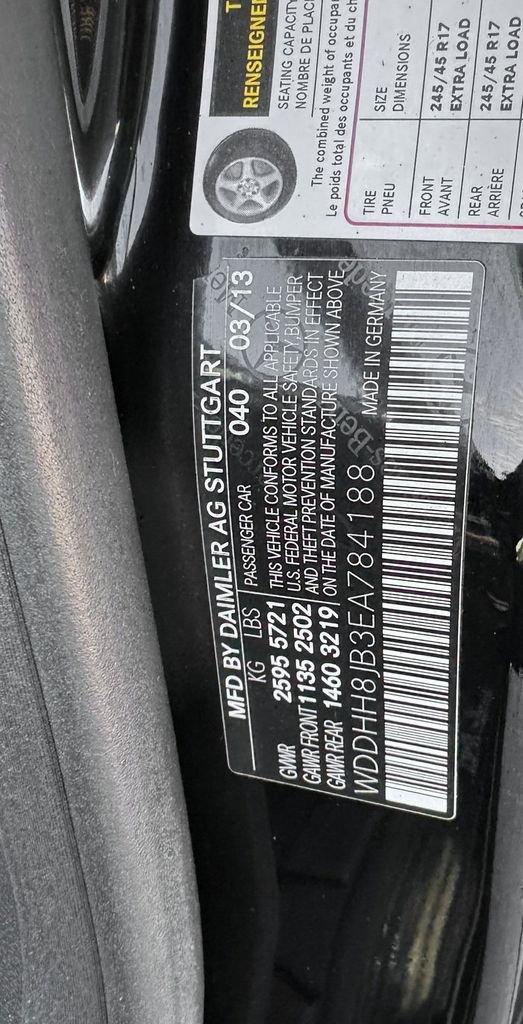 RENSEIGNE
SEATING CAPACITY
NOMBRE DE PLACE
The combined weight of occupa
Le poids total des occupants et du ch
TIRE SIZE
PNEU DIMENSIONS
FRONT 245/45 R17
AVANT EXTRA LOAD
REAR 245/45 R17
ARRIÈRE EXTRA LOAD
MFD BY DAIMLER AG STUTTGART
KG LBS PASSENGER CAR 040 03/13
GVWR 2595 5721 THIS VEHICLE CONFORMS TO ALL APPLICABLE
GAWR FRONT 1135 2502 U.S. FEDERAL MOTOR VEHICLE SAFETY, BUMPER
GAWR REAR 1460 3219 AND THEFT PREVENTION STANDARDS IN EFFECT
ON THE DATE OF MANUFACTURE SHOWN ABOVE
WDDHH8JB3EA784188 MADE IN GERMANY